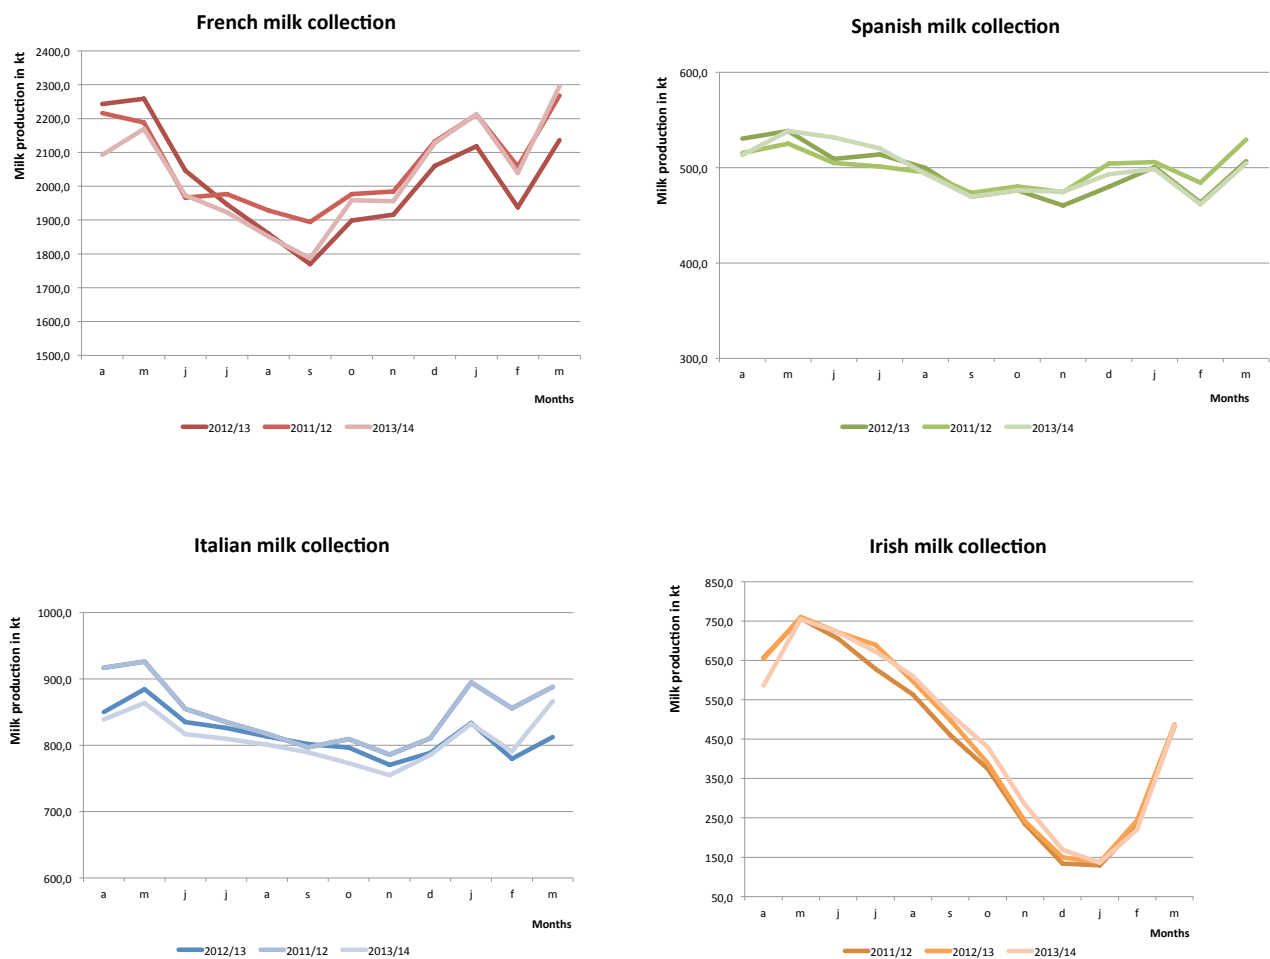 French milk collection
Milk production in kt
2400,0
2300,0
2200,0
2100,0
2000,0
1900,0
1800,0
1700,0
1600,0
1500,0
a m j j a s o n d j f m
Months
2012/13 2011/12 2013/14
Spanish milk collection
Milk production in kt
600,0
500,0
400,0
300,0
a m j j a s o n d j f m
Months
2012/13 2011/12 2013/14
Italian milk collection
Milk production in kt
1000,0
900,0
800,0
700,0
600,0
a m j j a s o n d j f m
Months
2012/13 2011/12 2013/14
Irish milk collection
Milk production in kt
850,0
750,0
650,0
550,0
450,0
350,0
250,0
150,0
50,0
a m j j a s o n d j f m
Months
2011/12 2012/13 2013/14